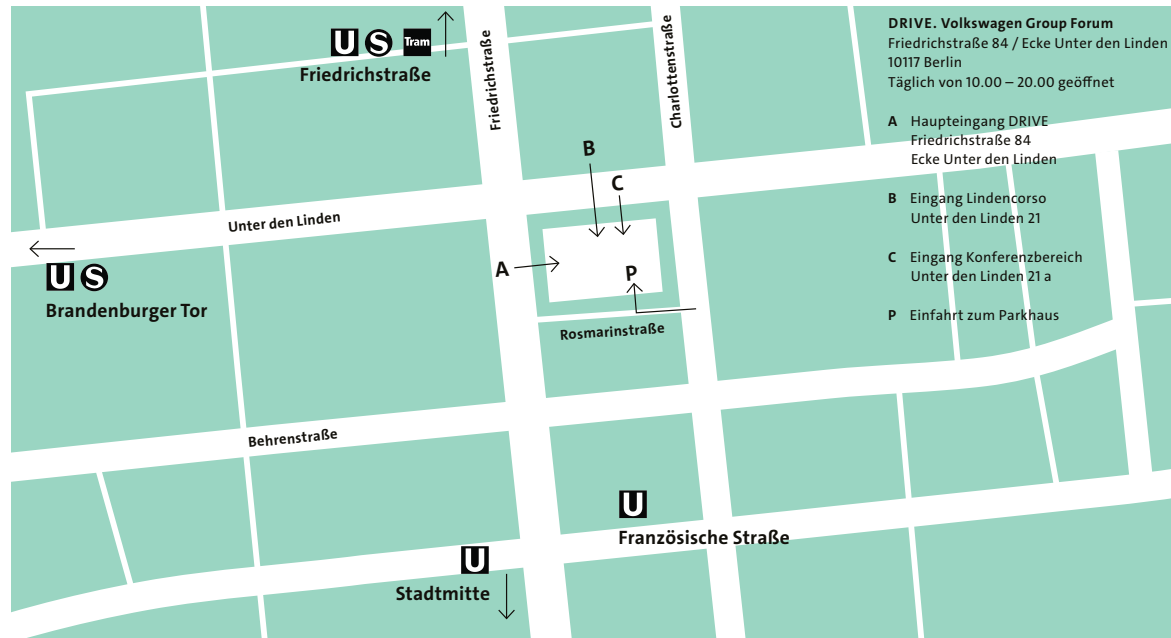 U S Tram
Friedrichstraße
Friedrichstraße
Charlottenstraße
DRIVE. Volkswagen Group Forum
Friedrichstraße 84 / Ecke Unter den Linden
10117 Berlin
Täglich von 10.00 – 20.00 geöffnet
A Haupteingang DRIVE
Friedrichstraße 84
Ecke Unter den Linden
B Eingang Lindencorso
Unter den Linden 21
C Eingang Konferenzbereich
Unter den Linden 21 a
P Einfahrt zum Parkhaus
B
C
Unter den Linden
A
P
U S
Brandenburger Tor
Rosmarinstraße
Behrenstraße
U
Französische Straße
U
Stadtmitte